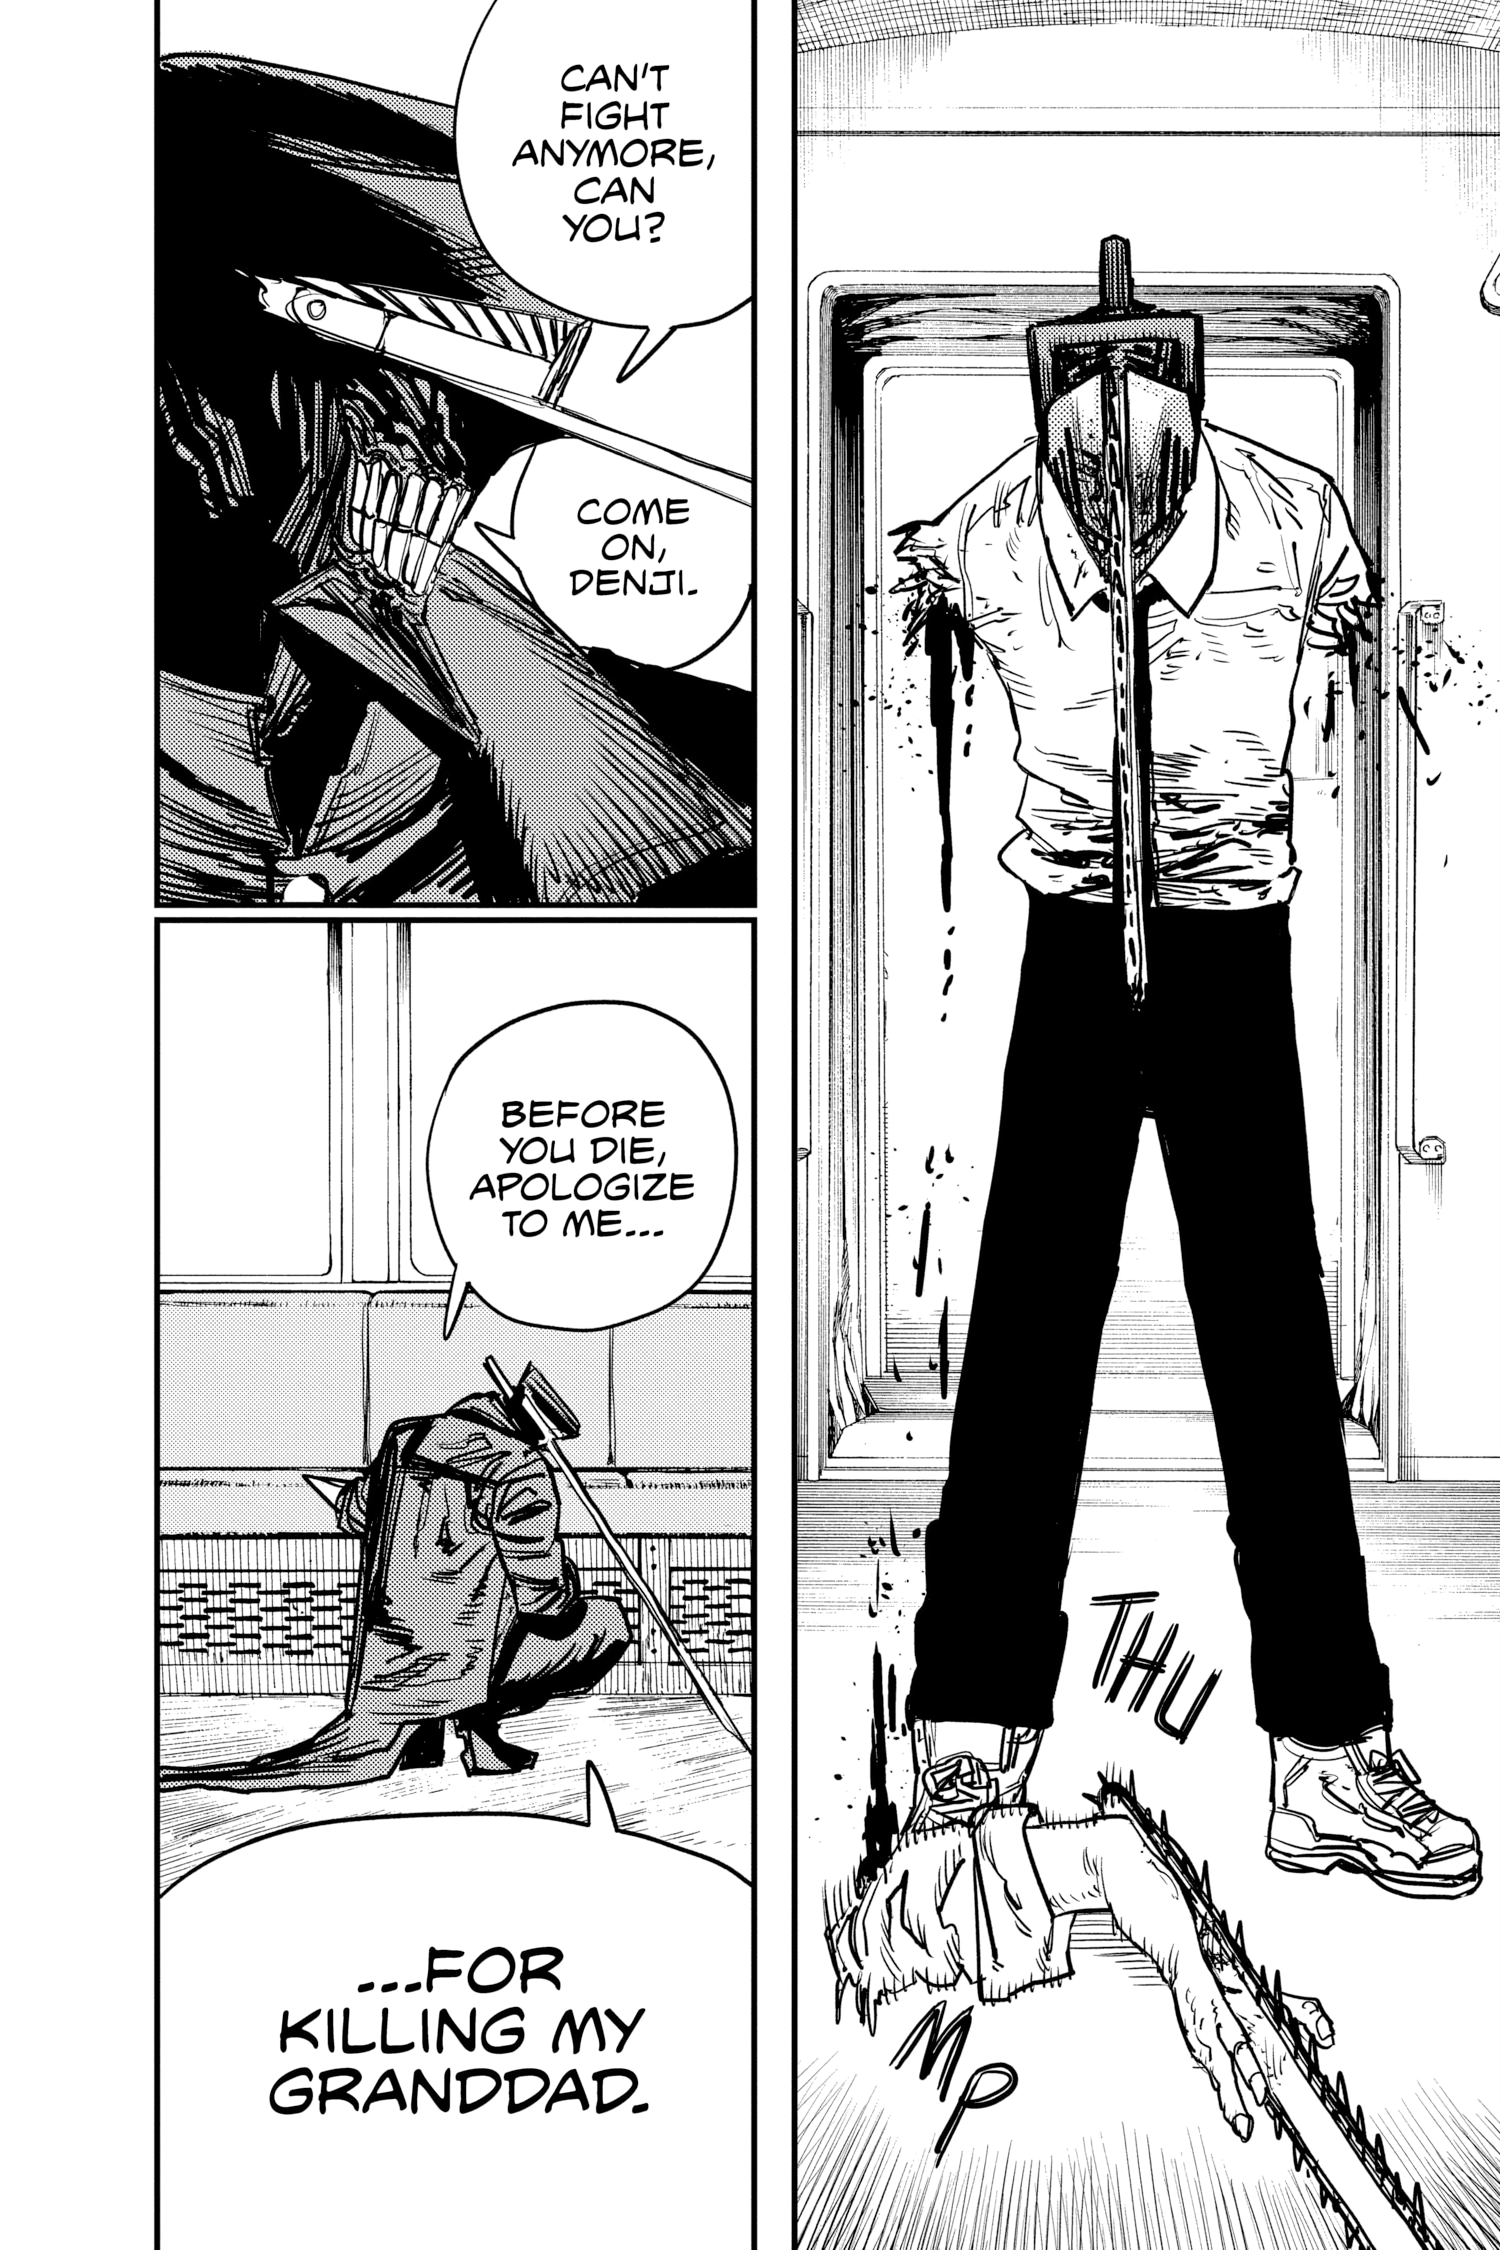 THU
MP
CAN'T
FIGHT
ANYMORE,
CAN
YOU?
COME
ON,
DENJI.
BEFORE
YOU DIE,
APOLOGIZE
TO ME...
...FOR
KILLING MY
GRANDDAD.